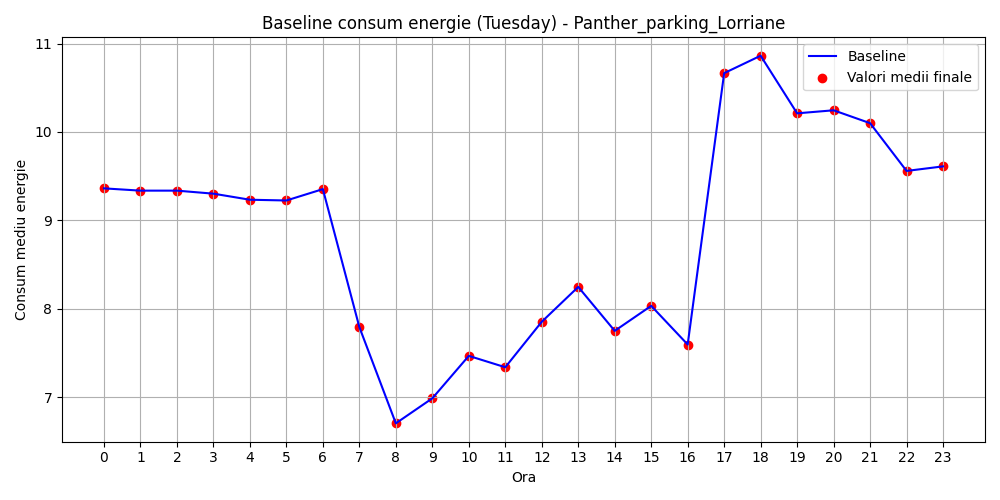 Baseline consum energie (Tuesday) - Panther_parking_Lorriane
Baseline
Valori medii finale
Consum mediu energie
11
10
9
8
7
0 1 2 3 4 5 6 7 8 9 10 11 12 13 14 15 16 17 18 19 20 21 22 23
Ora